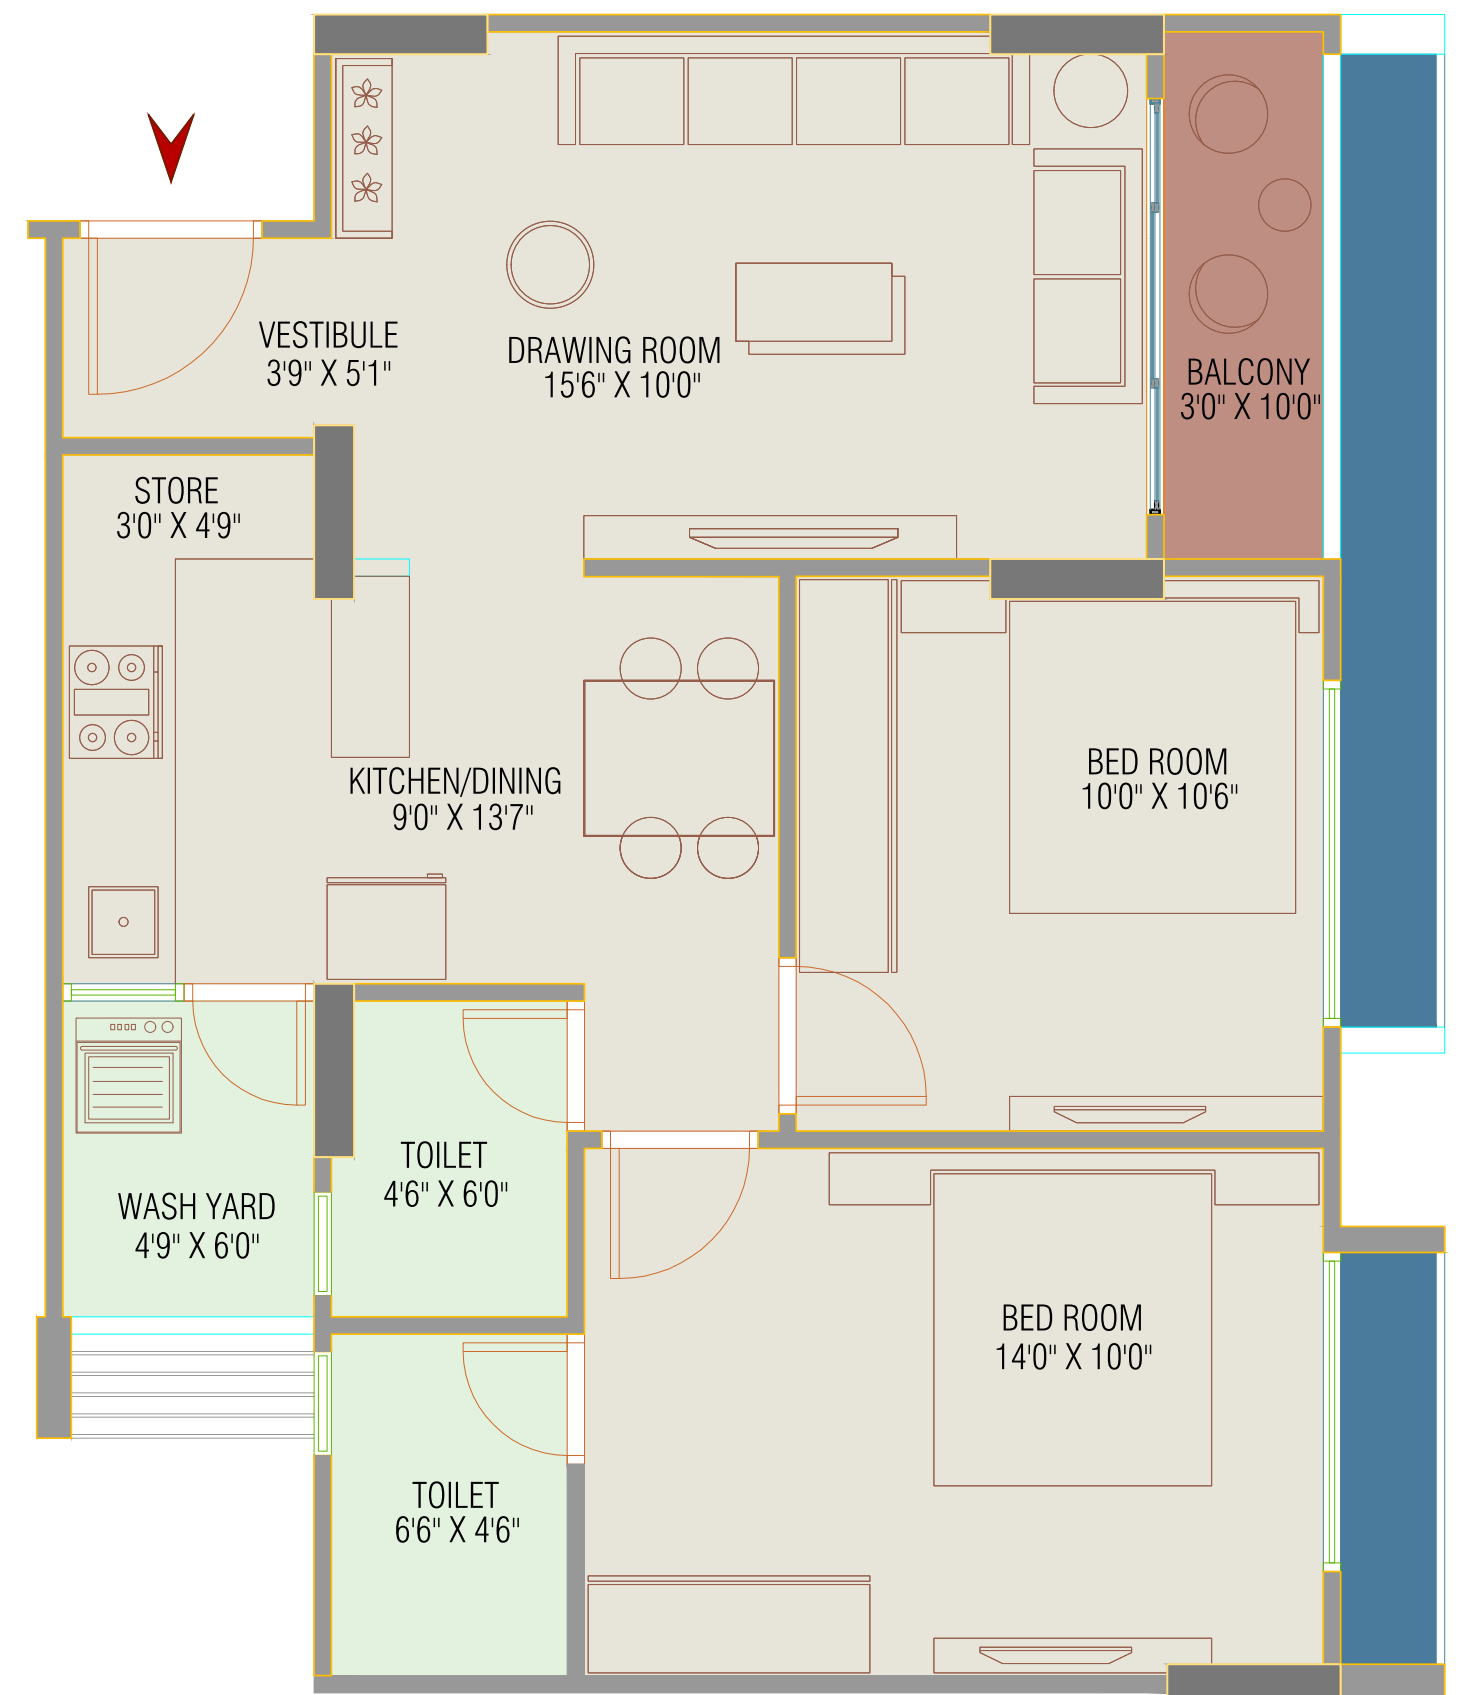 VESTIBULE
3'9" X 5'1"
DRAWING ROOM
15'6" X 10'0"
BALCONY
3'0" X 10'0"
STORE
3'0" X 4'9"
KITCHEN/DINING
9'0" X 13'7"
BED ROOM
10'0" X 10'6"
TOILET
4'6" X 6'0"
WASH YARD
4'9" X 6'0"
BED ROOM
14'0" X 10'0"
TOILET
6'6" X 4'6"